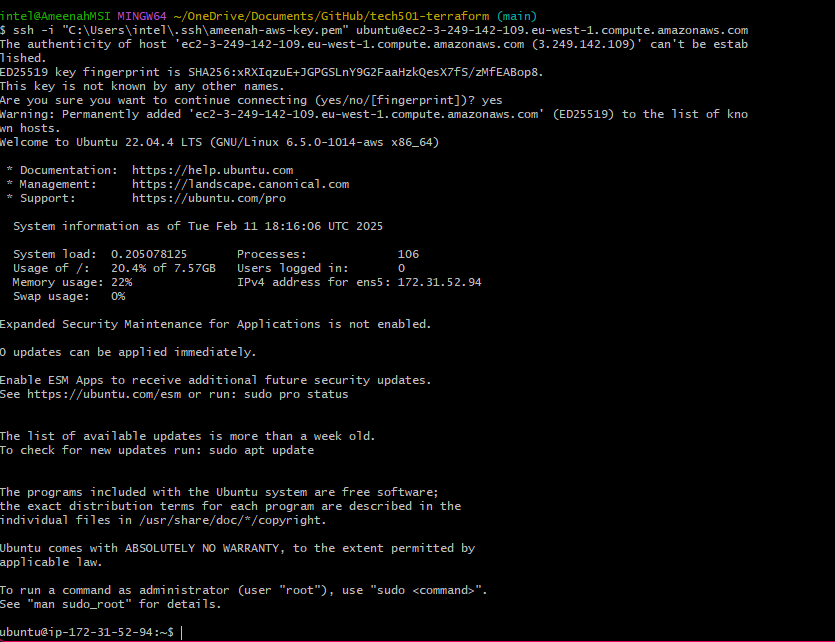 intel@AmeenahMSI MINGW64 ~/OneDrive/Documents/GitHub/tech501-terraform (main)
$ ssh -i "C:\Users\intel\.ssh\ameenah-aws-key.pem" ubuntu@ec2-3-249-142-109.eu-west-1.compute.amazonaws.com
The authenticity of host 'ec2-3-249-142-109.eu-west-1.compute.amazonaws.com (3.249.142.109)' can't be estab
lished.
ED25519 key fingerprint is SHA256:xRXIqzuE+JGPGSLnY9G2FaaHzkQesX7fS/zMfEABop8.
This key is not known by any other names.
Are you sure you want to continue connecting (yes/no/[fingerprint])? yes
Warning: Permanently added 'ec2-3-249-142-109.eu-west-1.compute.amazonaws.com' (ED25519) to the list of kno
wn hosts.
Welcome to Ubuntu 22.04.4 LTS (GNU/Linux 6.5.0-1014-aws x86_64)

 * Documentation:  https://help.ubuntu.com
 * Management:     https://landscape.canonical.com
 * Support:        https://ubuntu.com/pro

  System information as of Tue Feb 11 18:16:06 UTC 2025

  System load:  0.205078125       Processes:             106
  Usage of /:   20.4% of 7.57GB   Users logged in:       0
  Memory usage: 22%               IPv4 address for ens5: 172.31.52.94
  Swap usage:   0%

Expanded Security Maintenance for Applications is not enabled.

0 updates can be applied immediately.

Enable ESM Apps to receive additional future security updates.
See https://ubuntu.com/esm or run: sudo pro status


The list of available updates is more than a week old.
To check for new updates run: sudo apt update


The programs included with the Ubuntu system are free software;
the exact distribution terms for each program are described in the
individual files in /usr/share/doc/*/copyright.

Ubuntu comes with ABSOLUTELY NO WARRANTY, to the extent permitted by
applicable law.

To run a command as administrator (user "root"), use "sudo <command>".
See "man sudo_root" for details.

ubuntu@ip-172-31-52-94:~$